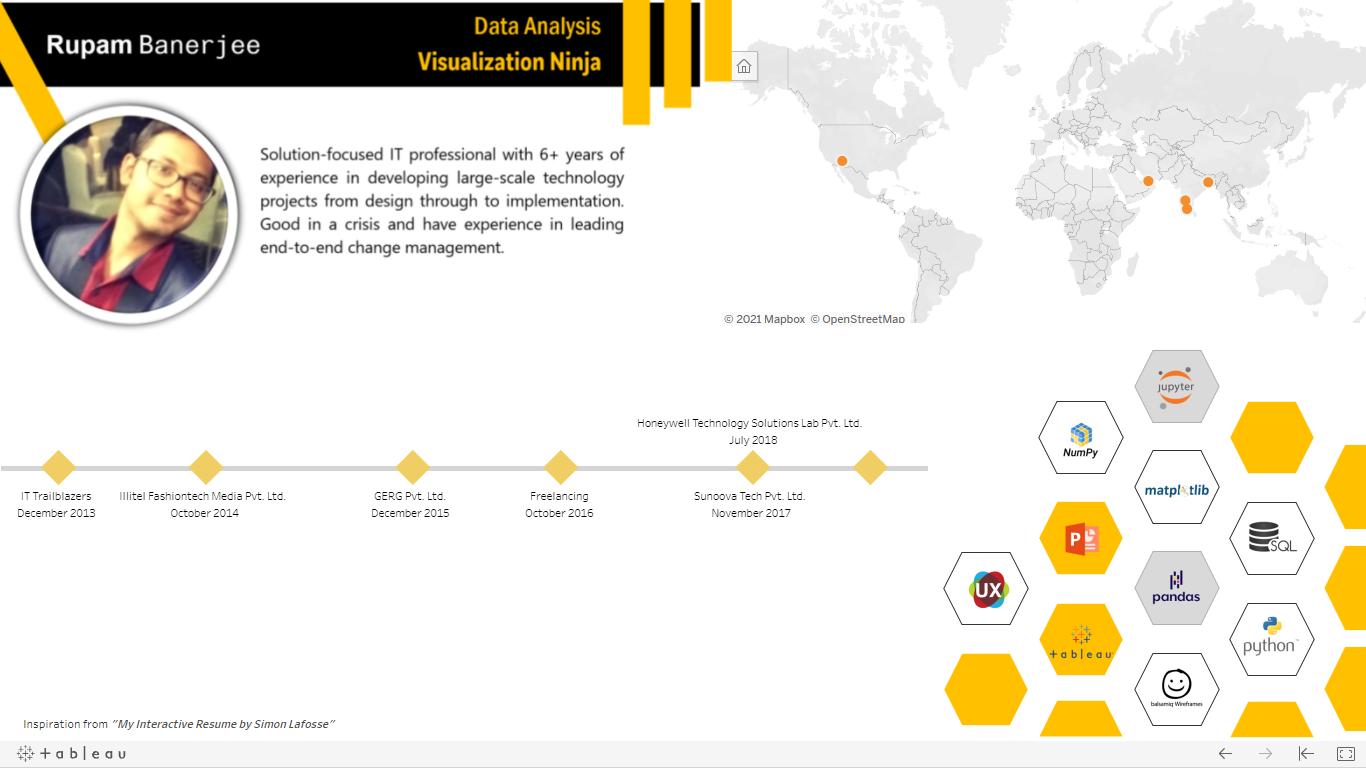 Rupam Banerjee
Data Analysis
Visualization Ninja
Solution-focused IT professional with 6+ years of
experience in developing large-scale technology
projects from design through to implementation.
Good in a crisis and have experience in leading
end-to-end change management.
© 2021 Mapbox © OpenStreetMap
Honeywell Technology Solutions Lab Pvt. Ltd.
July 2018
IT Trailblazers
December 2013
Illitel Fashiontech Media Pvt. Ltd.
October 2014
GERG Pvt. Ltd.
December 2015
Freelancing
October 2016
Sunoova Tech Pvt. Ltd.
November 2017
jupyter
NumPy
matplotlib
P
SQL
UX
pandas
+ableau
python
balsamiq Wireframes
Inspiration from "My Interactive Resume by Simon Lafosse"
+ableau